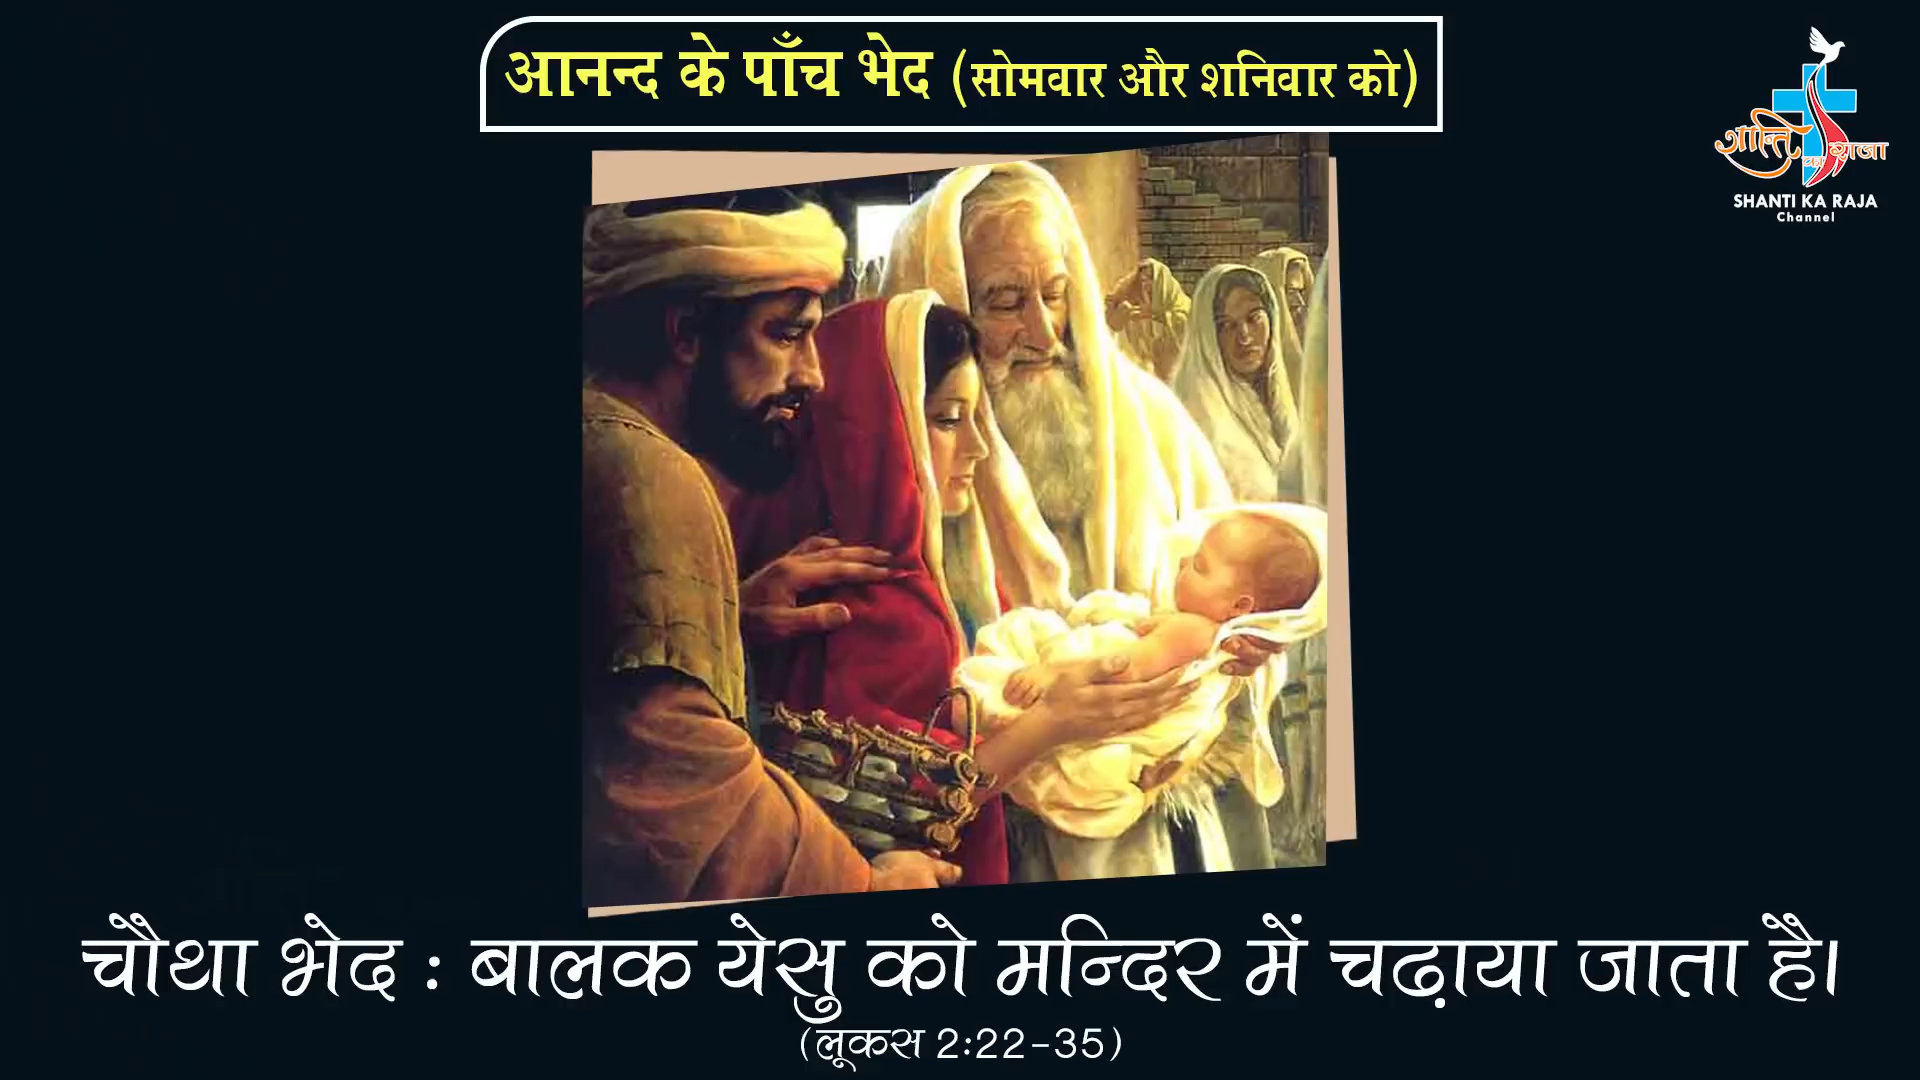 आनन्द के पाँच भेद (सोमवार और शनिवार को)
शान्ति का राजा
SHANTI KA RAJA
Channel
चौथा भेद : बालक येसु को मन्दिर में चढ़ाया जाता है।
(लूकस 2:22-35)